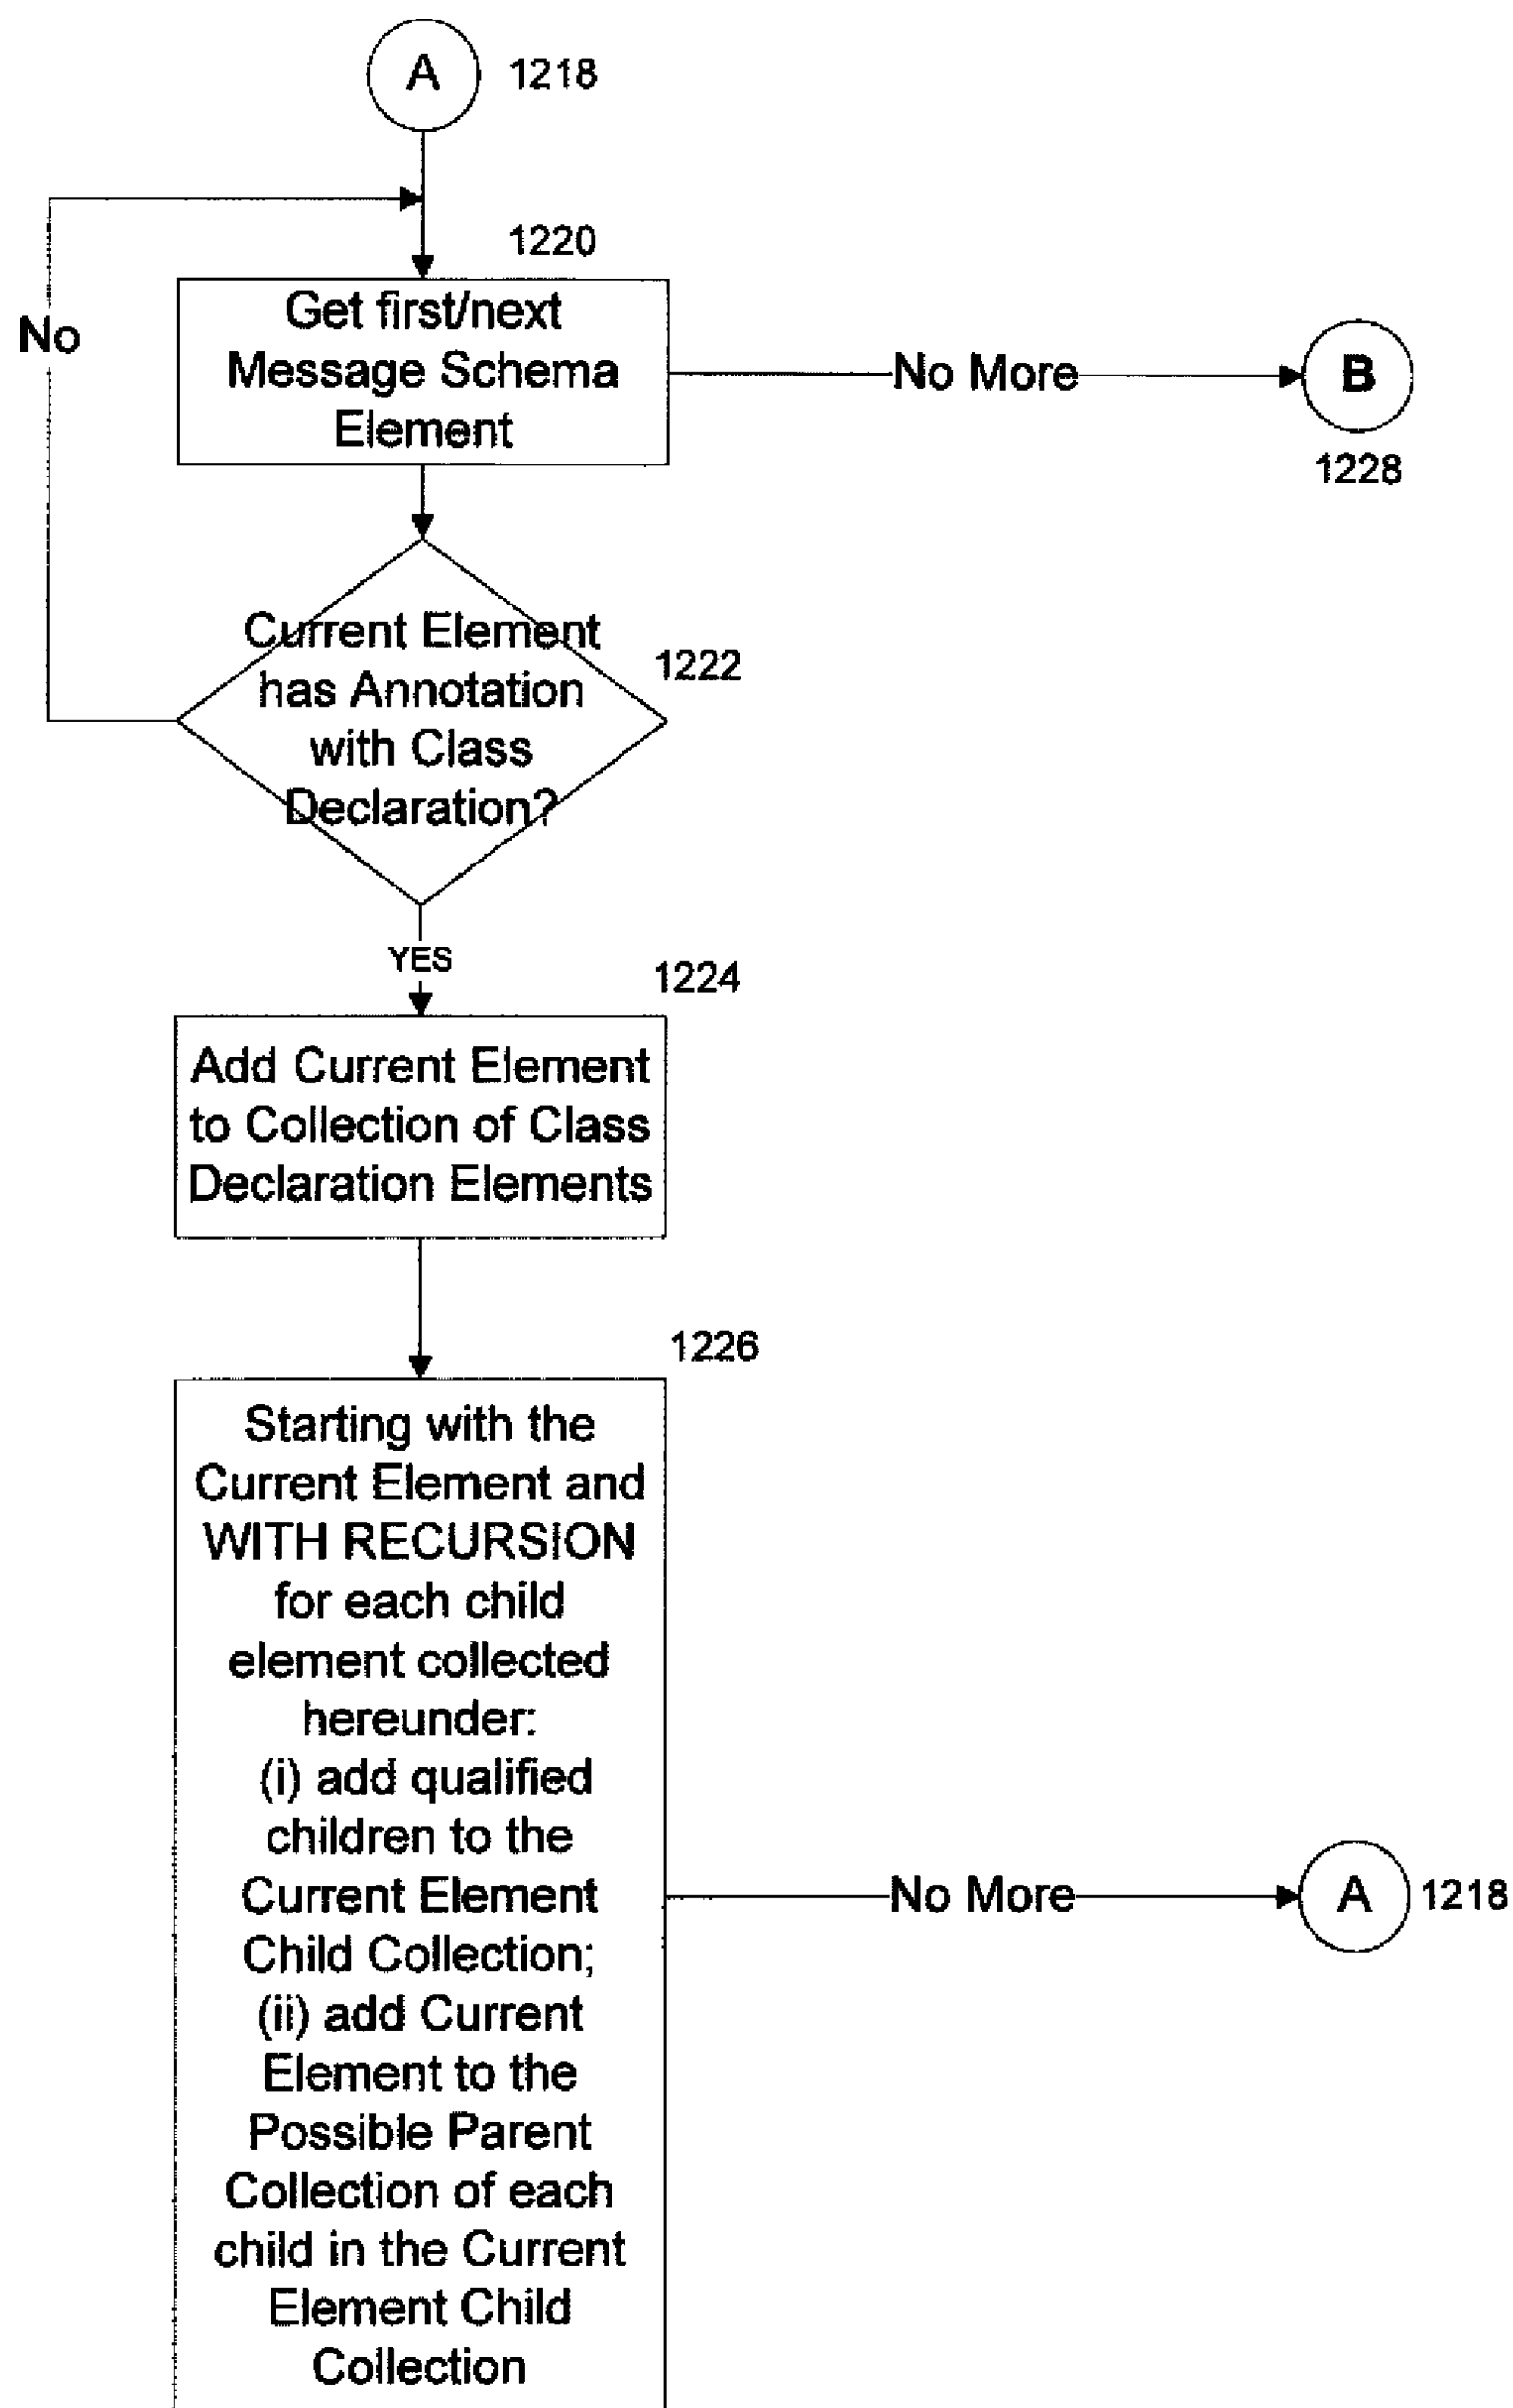 A
1218
1220
No
Get first/next
Message Schema
Element
No More
B
1228
Current Element
has Annotation
with Class
Declaration?
1222
YES
1224
Add Current Element
to Collection of Class
Declaration Elements
1226
Starting with the
Current Element and
WITH RECURSION
for each child
element collected
hereunder:
(i) add qualified
children to the
Current Element
Child Collection;
(ii) add Current
Element to the
Possible Parent
Collection of each
child in the Current
Element Child
Collection
No More
A
1218